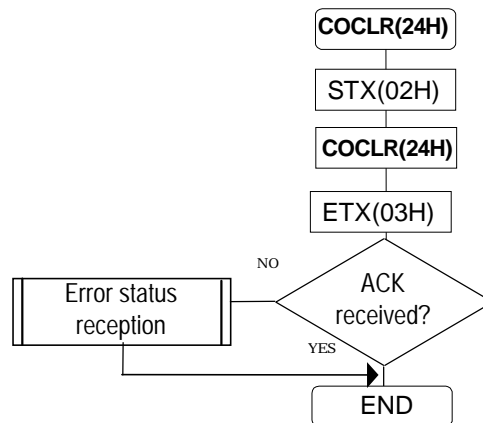 COCLR(24H)
STX(02H)
COCLR(24H)
ETX(03H)
NO
ACK
received?
Error status
reception
YES
END